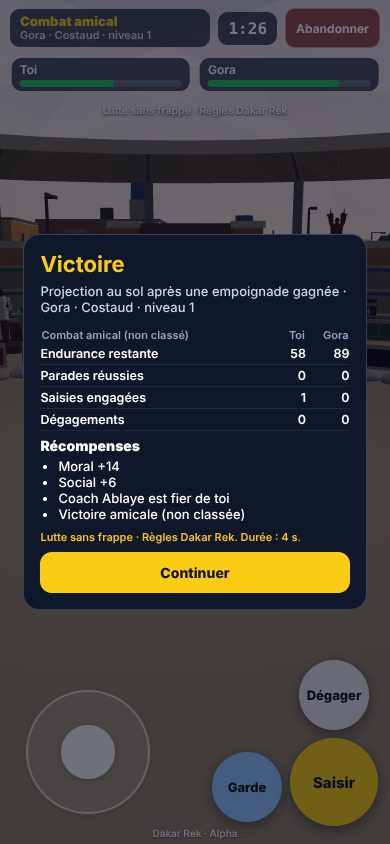 Combat amical
Gora · Costaud · niveau 1
1:26
Abandonner
Toi
Gora
Lutte sans frappe · Règles Dakar Rek
Victoire
Projection au sol après une empoignade gagnée ·
Gora · Costaud · niveau 1
Combat amical (non classé) Toi Gora
Endurance restante 58 89
Parades réussies 0 0
Saisies engagées 1 0
Dégagements 0 0
Récompenses
• Moral +14
• Social +6
• Coach Ablaye est fier de toi
• Victoire amicale (non classée)
Lutte sans frappe · Règles Dakar Rek. Durée : 4 s.
Continuer
Dégager
Garde
Saisir
Dakar Rek · Alpha